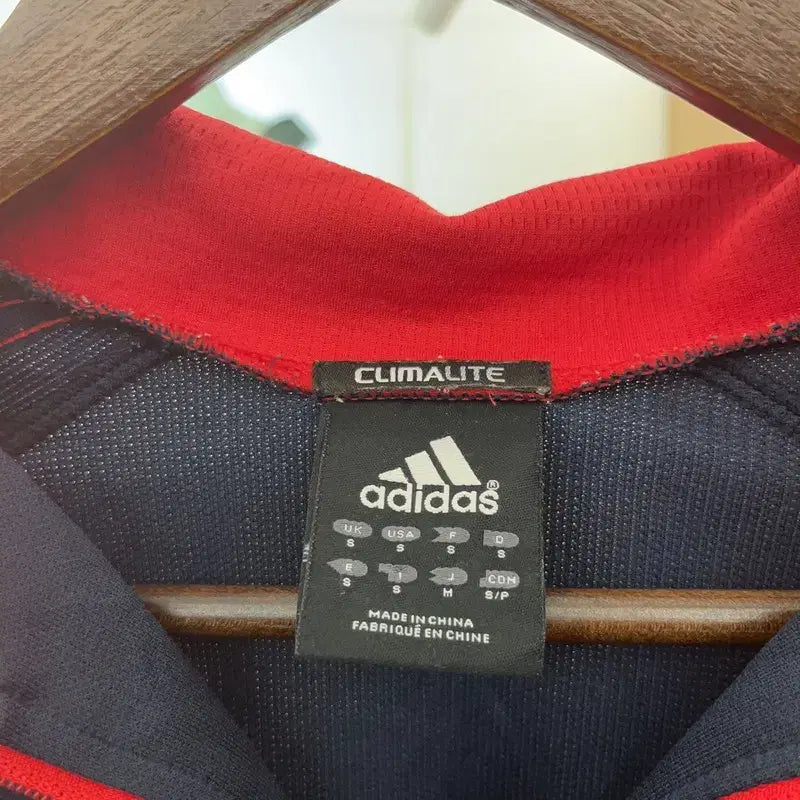 CLIMALITE
adidas®
UK USA F D
S S S S
E I J CDN
S S M S/P
MADE IN CHINA
FABRIQUÉ EN CHINE